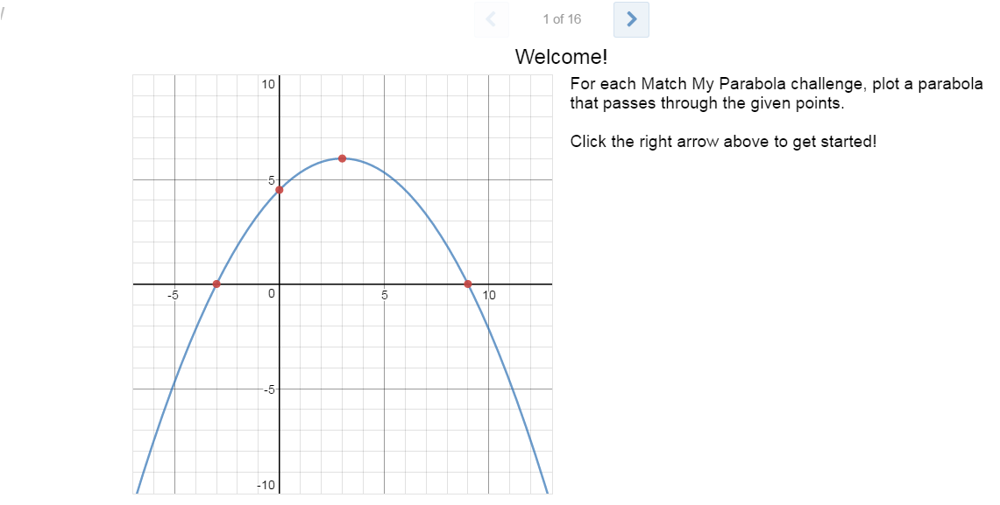 1 of 16
Welcome!
For each Match My Parabola challenge, plot a parabola
that passes through the given points.
Click the right arrow above to get started!
10
5
-5
0
5
10
-5
-10